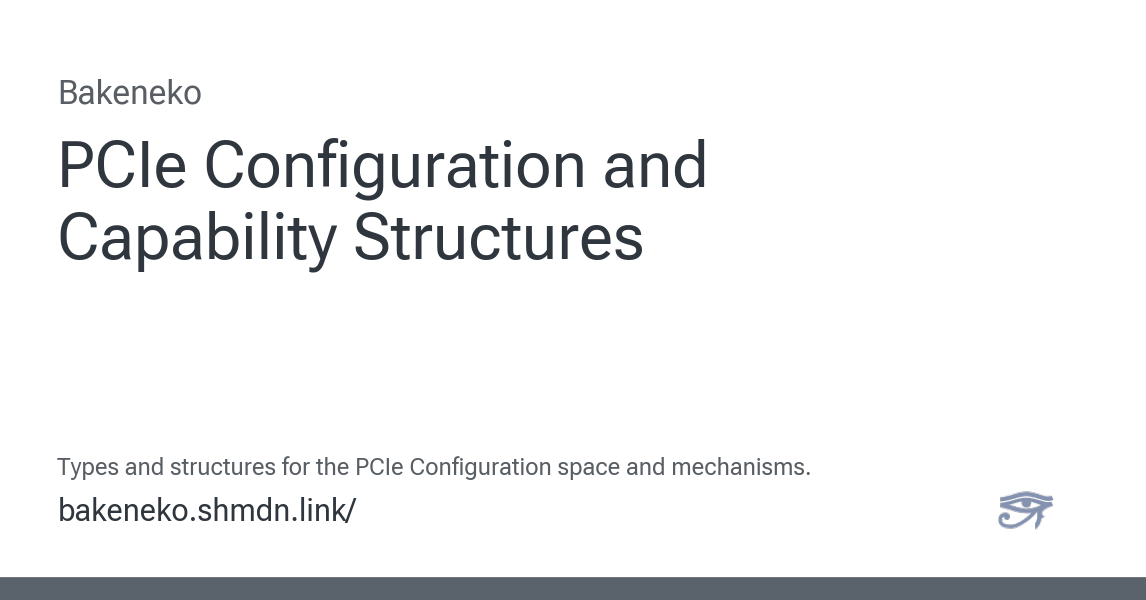 Bakeneko
PCIe Configuration and
Capability Structures
Types and structures for the PCIe Configuration space and mechanisms.
bakeneko.shmdn.link/